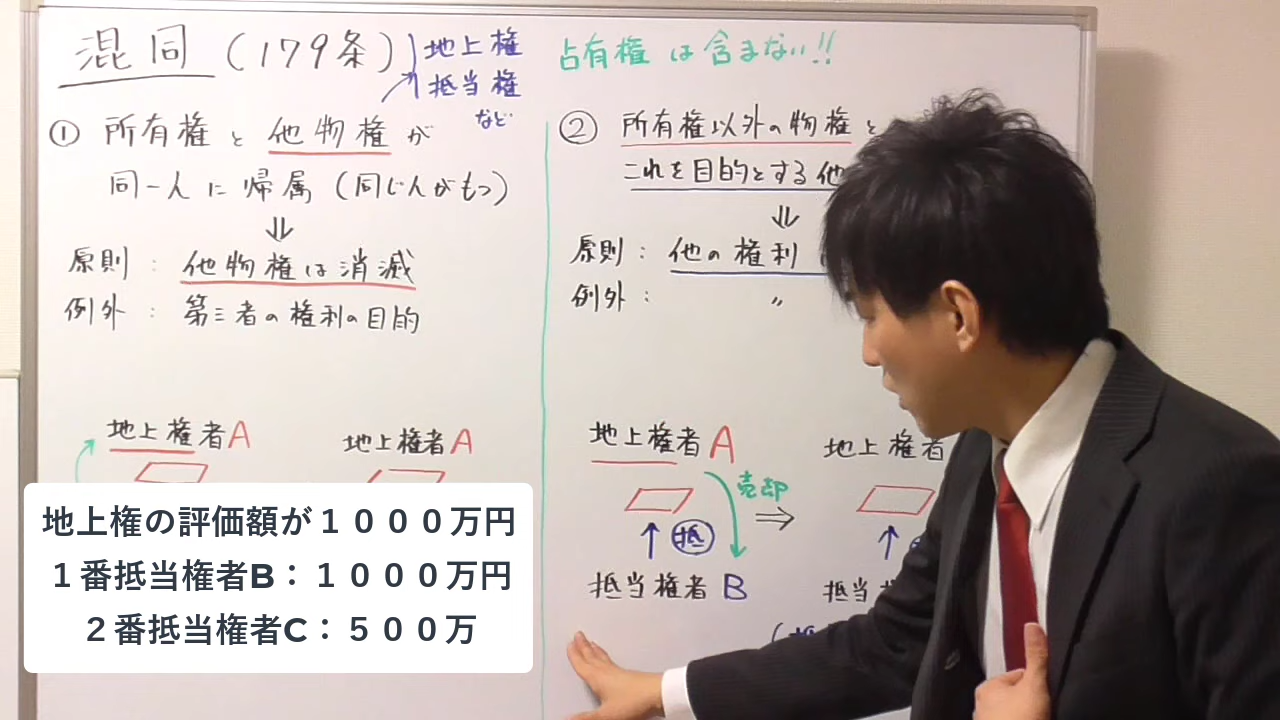 混同 (179条)
地上権
抵当権
など
占有権は含まない!!
① 所有権と他物権が
同一人に帰属 (同じ人がもつ)
⇓
原則 : 他物権は消滅
例外 : 第三者の権利の目的
地上権者A
地上権者A
② 所有権以外の物権と
これを目的とする他
⇓
原則 : 他の権利
例外 : 〃
地上権者A
売却
⇒
抵
抵当権者B
地上権者
抵当
地上権の評価額が１０００万円
１番抵当権者B：１０００万円
２番抵当権者C：５００万